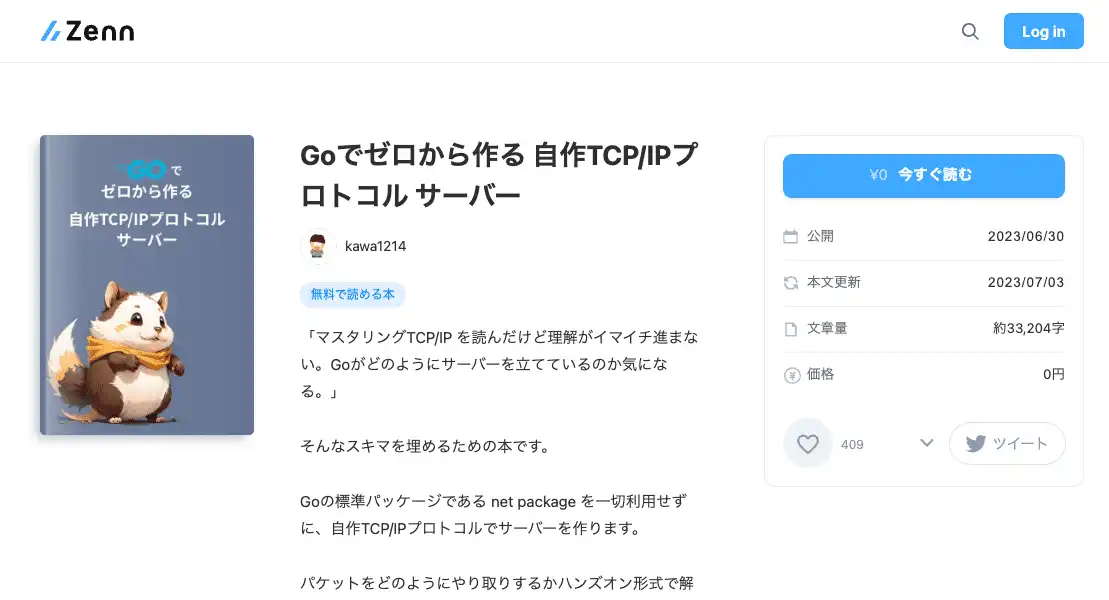 Zenn
Log in
GOで
ゼロから作る
自作TCP/IPプロトコル
サーバー
Goでゼロから作る 自作TCP/IPプ
ロトコル サーバー
kawa1214
無料で読める本
「マスタリングTCP/IP を読んだけど理解がイマイチ進まな
い。Goがどのようにサーバーを立てているのか気にな
る。」
そんなスキマを埋めるための本です。
Goの標準パッケージである net package を一切利用せず
に、自作TCP/IPプロトコルでサーバーを作ります。
パケットをどのようにやり取りするかハンズオン形式で解
¥0 今すぐ読む
公開 2023/06/30
本文更新 2023/07/03
文章量 約33,204字
価格 0円
409
ツイート